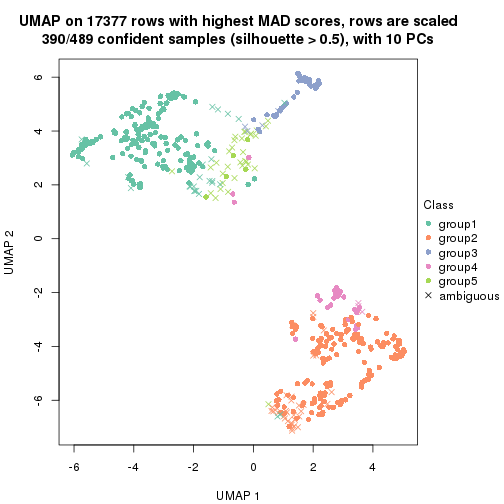 UMAP on 17377 rows with highest MAD scores, rows are scaled
390/489 confident samples (silhouette > 0.5), with 10 PCs
6
4
2
0
-2
-4
-6
UMAP 2
-6
-4
-2
0
2
4
UMAP 1
Class
group1
group2
group3
group4
group5
ambiguous